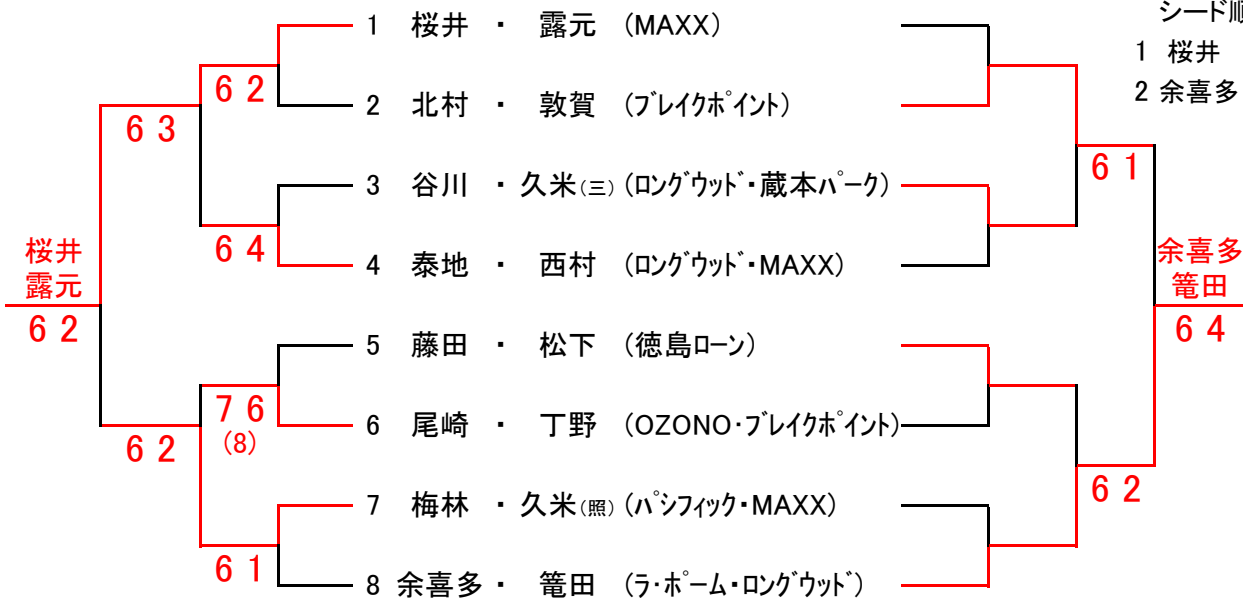 シード順
1 桜井
2 余喜多
1 桜井 ・ 露元 (MAXX)
6 2
2 北村 ・ 敦賀 (ブレイクポイント)
6 3
6 1
3 谷川 ・ 久米(三) (ロングウッド・蔵本パーク)
6 4
4 泰地 ・ 西村 (ロングウッド・MAXX)
桜井
露元
6 2
余喜多
篭田
6 4
5 藤田 ・ 松下 (徳島ローン)
7 6
(8)
6 尾崎 ・ 丁野 (OZONO・ブレイクポイント)
6 2
6 2
7 梅林 ・ 久米(照) (パシフィック・MAXX)
6 1
8 余喜多 ・ 篭田 (ラ・ポーム・ロングウッド)